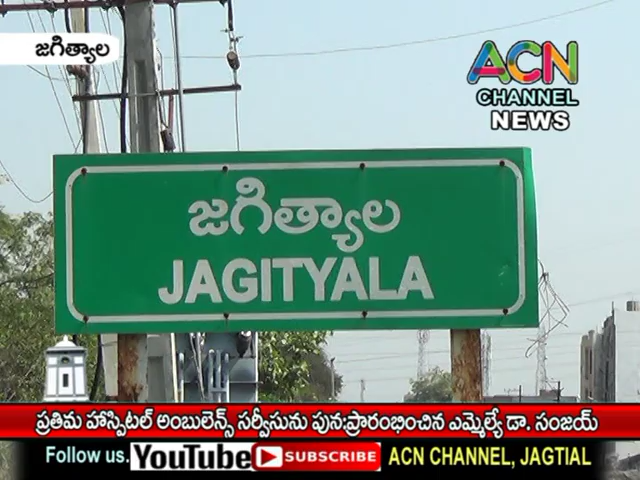 జగిత్యాల
ACN
CHANNEL
NEWS
జగిత్యాల
JAGITYALA
ప్రతిమ హాస్పిటల్ అంబులెన్స్ సర్వీసును పున:ప్రారంభించిన ఎమ్మెల్యే డా. సంజయ్
Follow us. YouTube SUBSCRIBE ACN CHANNEL, JAGTIAL